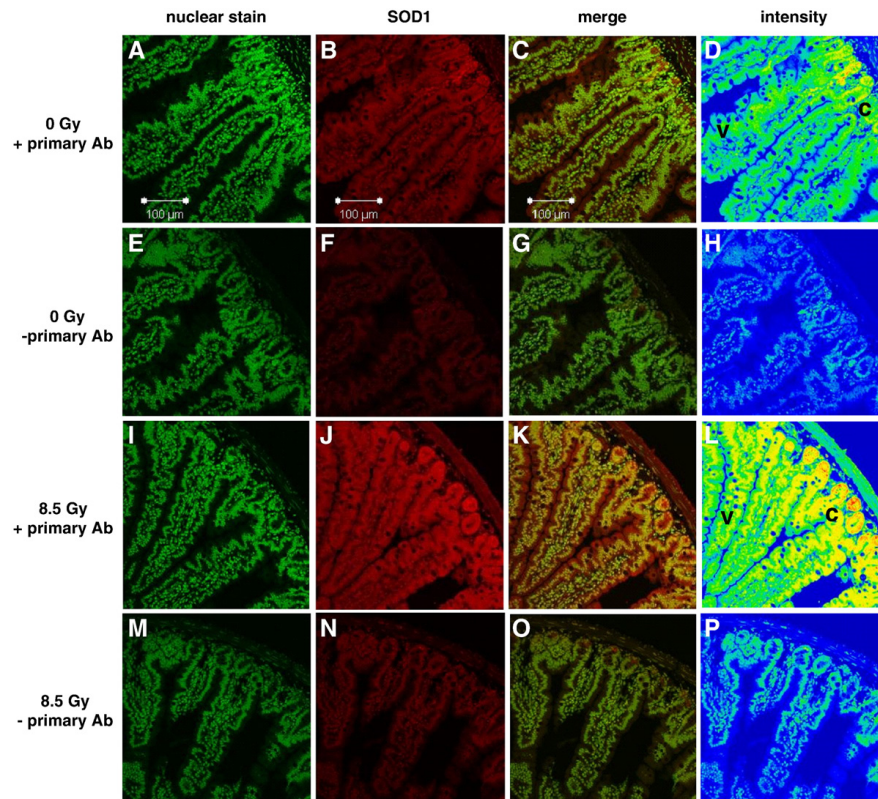 nuclear stain SOD1 merge intensity
A B C D
0 Gy
+ primary Ab
V C
100 µm 100 µm 100 µm
E F G H
0 Gy
-primary Ab
I J K L
8.5 Gy
+ primary Ab
V C
M N O P
8.5 Gy
- primary Ab